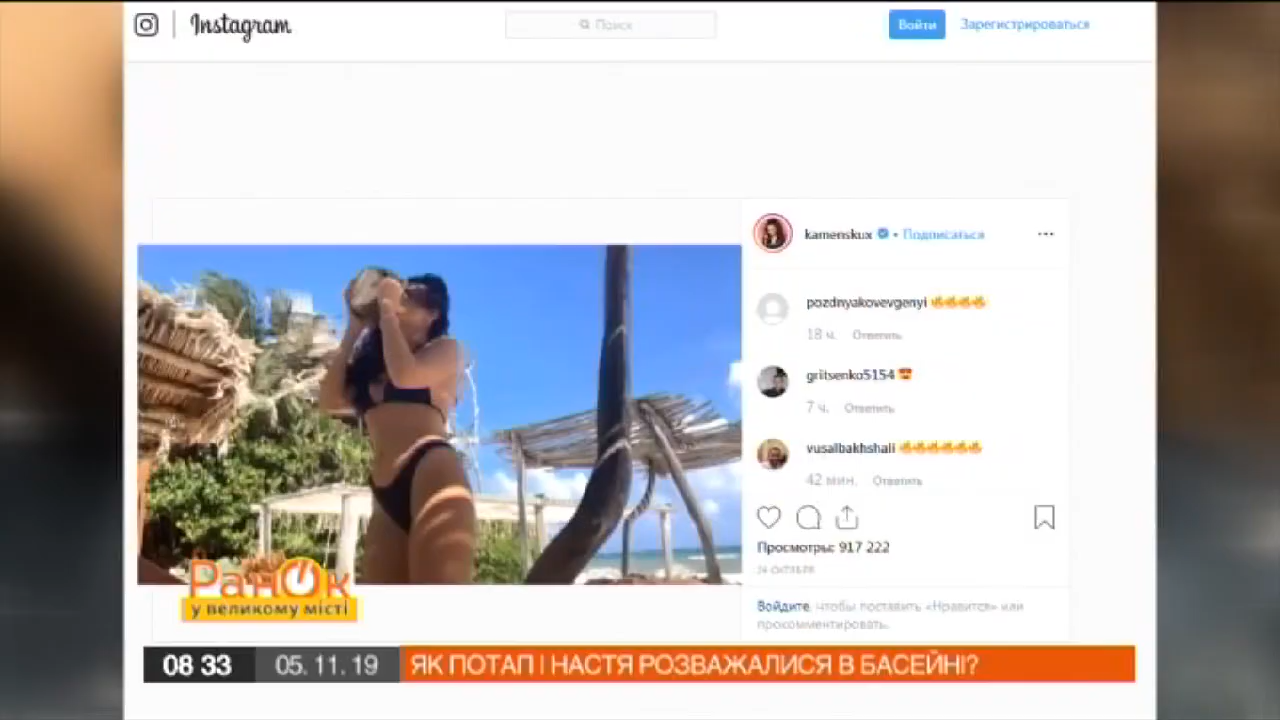 Instagram
Поиск
Войти
Зарегистрироваться
kamenskux • Подписаться
pozdnyakovevgenyi
18 ч. Ответить
gritsenko5154
7 ч. Ответить
vusalbakhshali
42 мин. Ответить
Просмотры: 917 222
24 ОКТЯБРЯ
Войдите, чтобы поставить «Нравится» или
прокомментировать.
Ранок
у великому місті
08 33
05.11.19
ЯК ПОТАП І НАСТЯ РОЗВАЖАЛИСЯ В БАСЕЙНІ?